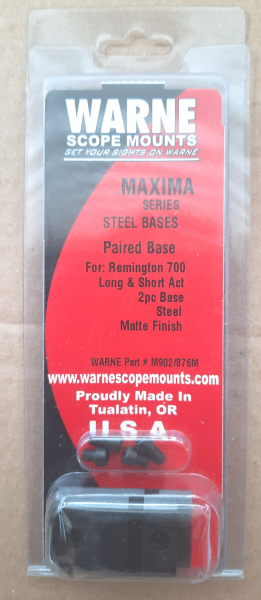 WARNE
SCOPE MOUNTS
SET YOUR SIGHTS ON WARNE
MAXIMA
SERIES
STEEL BASES
Paired Base
For: Remington 700
Long & Short Act
2pc Base
Steel
Matte Finish
WARNE Part # M902/876M
www.warnescopemounts.com
Proudly Made In
Tualatin, OR
U.S.A.